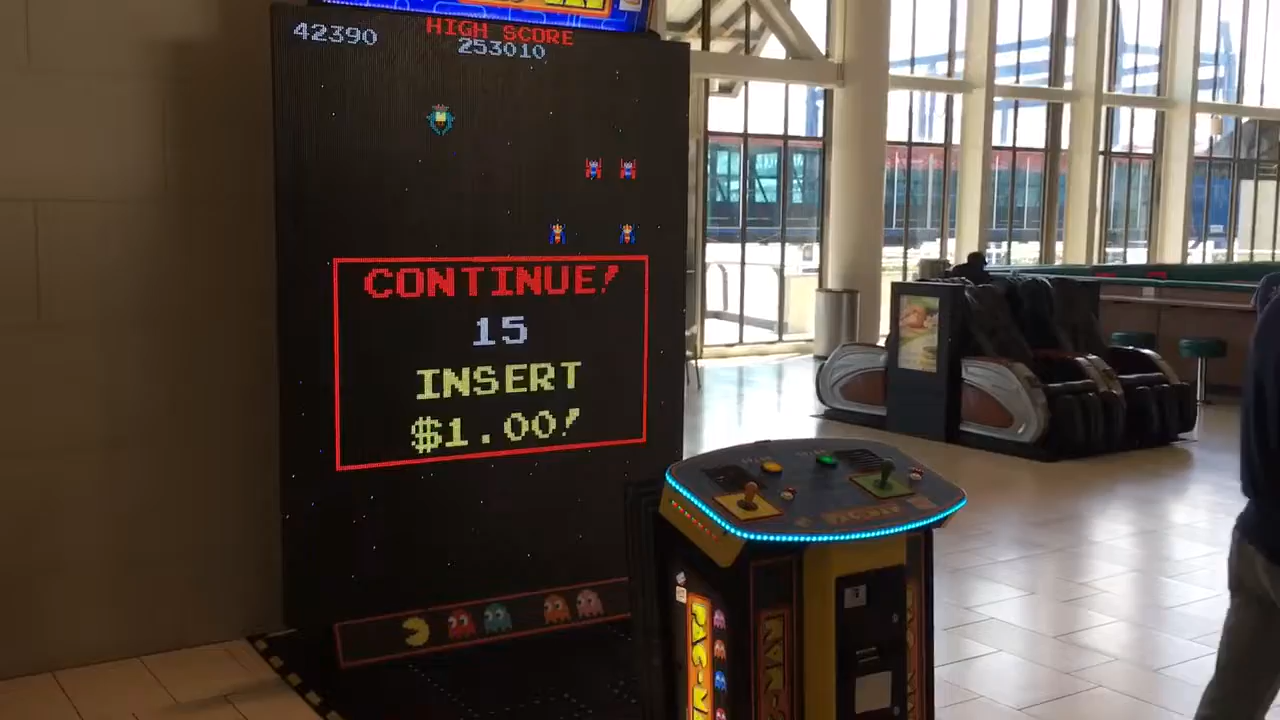 HIGH SCORE
42390
253010
CONTINUE!
15
INSERT
$1.00!